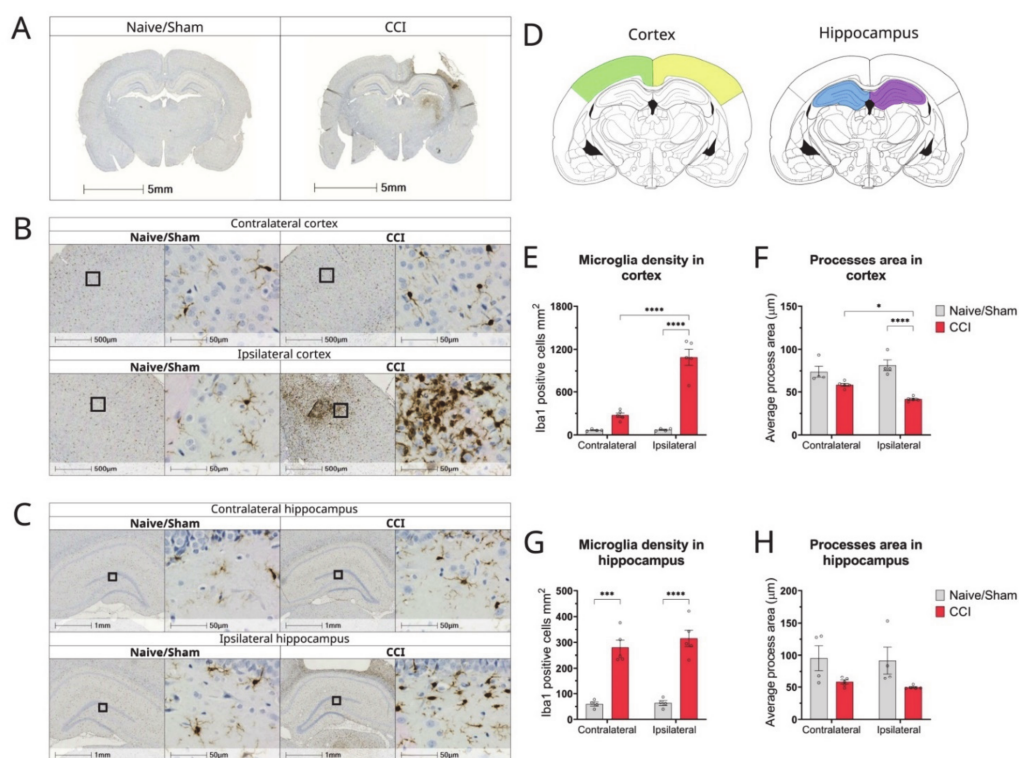 A
Naive/Sham CCI
5mm 5mm
B
Contralateral cortex
Naive/Sham CCI
500μm 50μm 500μm 50μm
Ipsilateral cortex
Naive/Sham CCI
500μm 50μm 500μm 50μm
C
Contralateral hippocampus
Naive/Sham CCI
1mm 50μm 1mm 50μm
Ipsilateral hippocampus
Naive/Sham CCI
1mm 50μm 1mm 50μm
D
Cortex Hippocampus
E
Microglia density in
cortex
Iba1 positive cells mm²
1800
1200
600
0
****
****
Contralateral Ipsilateral
F
Processes area in
cortex
Average process area (μm)
150
100
50
0
*
****
Contralateral Ipsilateral
Naive/Sham
CCI
G
Microglia density in
hippocampus
Iba1 positive cells mm²
500
400
300
200
100
0
***
****
Contralateral Ipsilateral
H
Processes area in
hippocampus
Average process area (μm)
200
150
100
50
0
Contralateral Ipsilateral
Naive/Sham
CCI